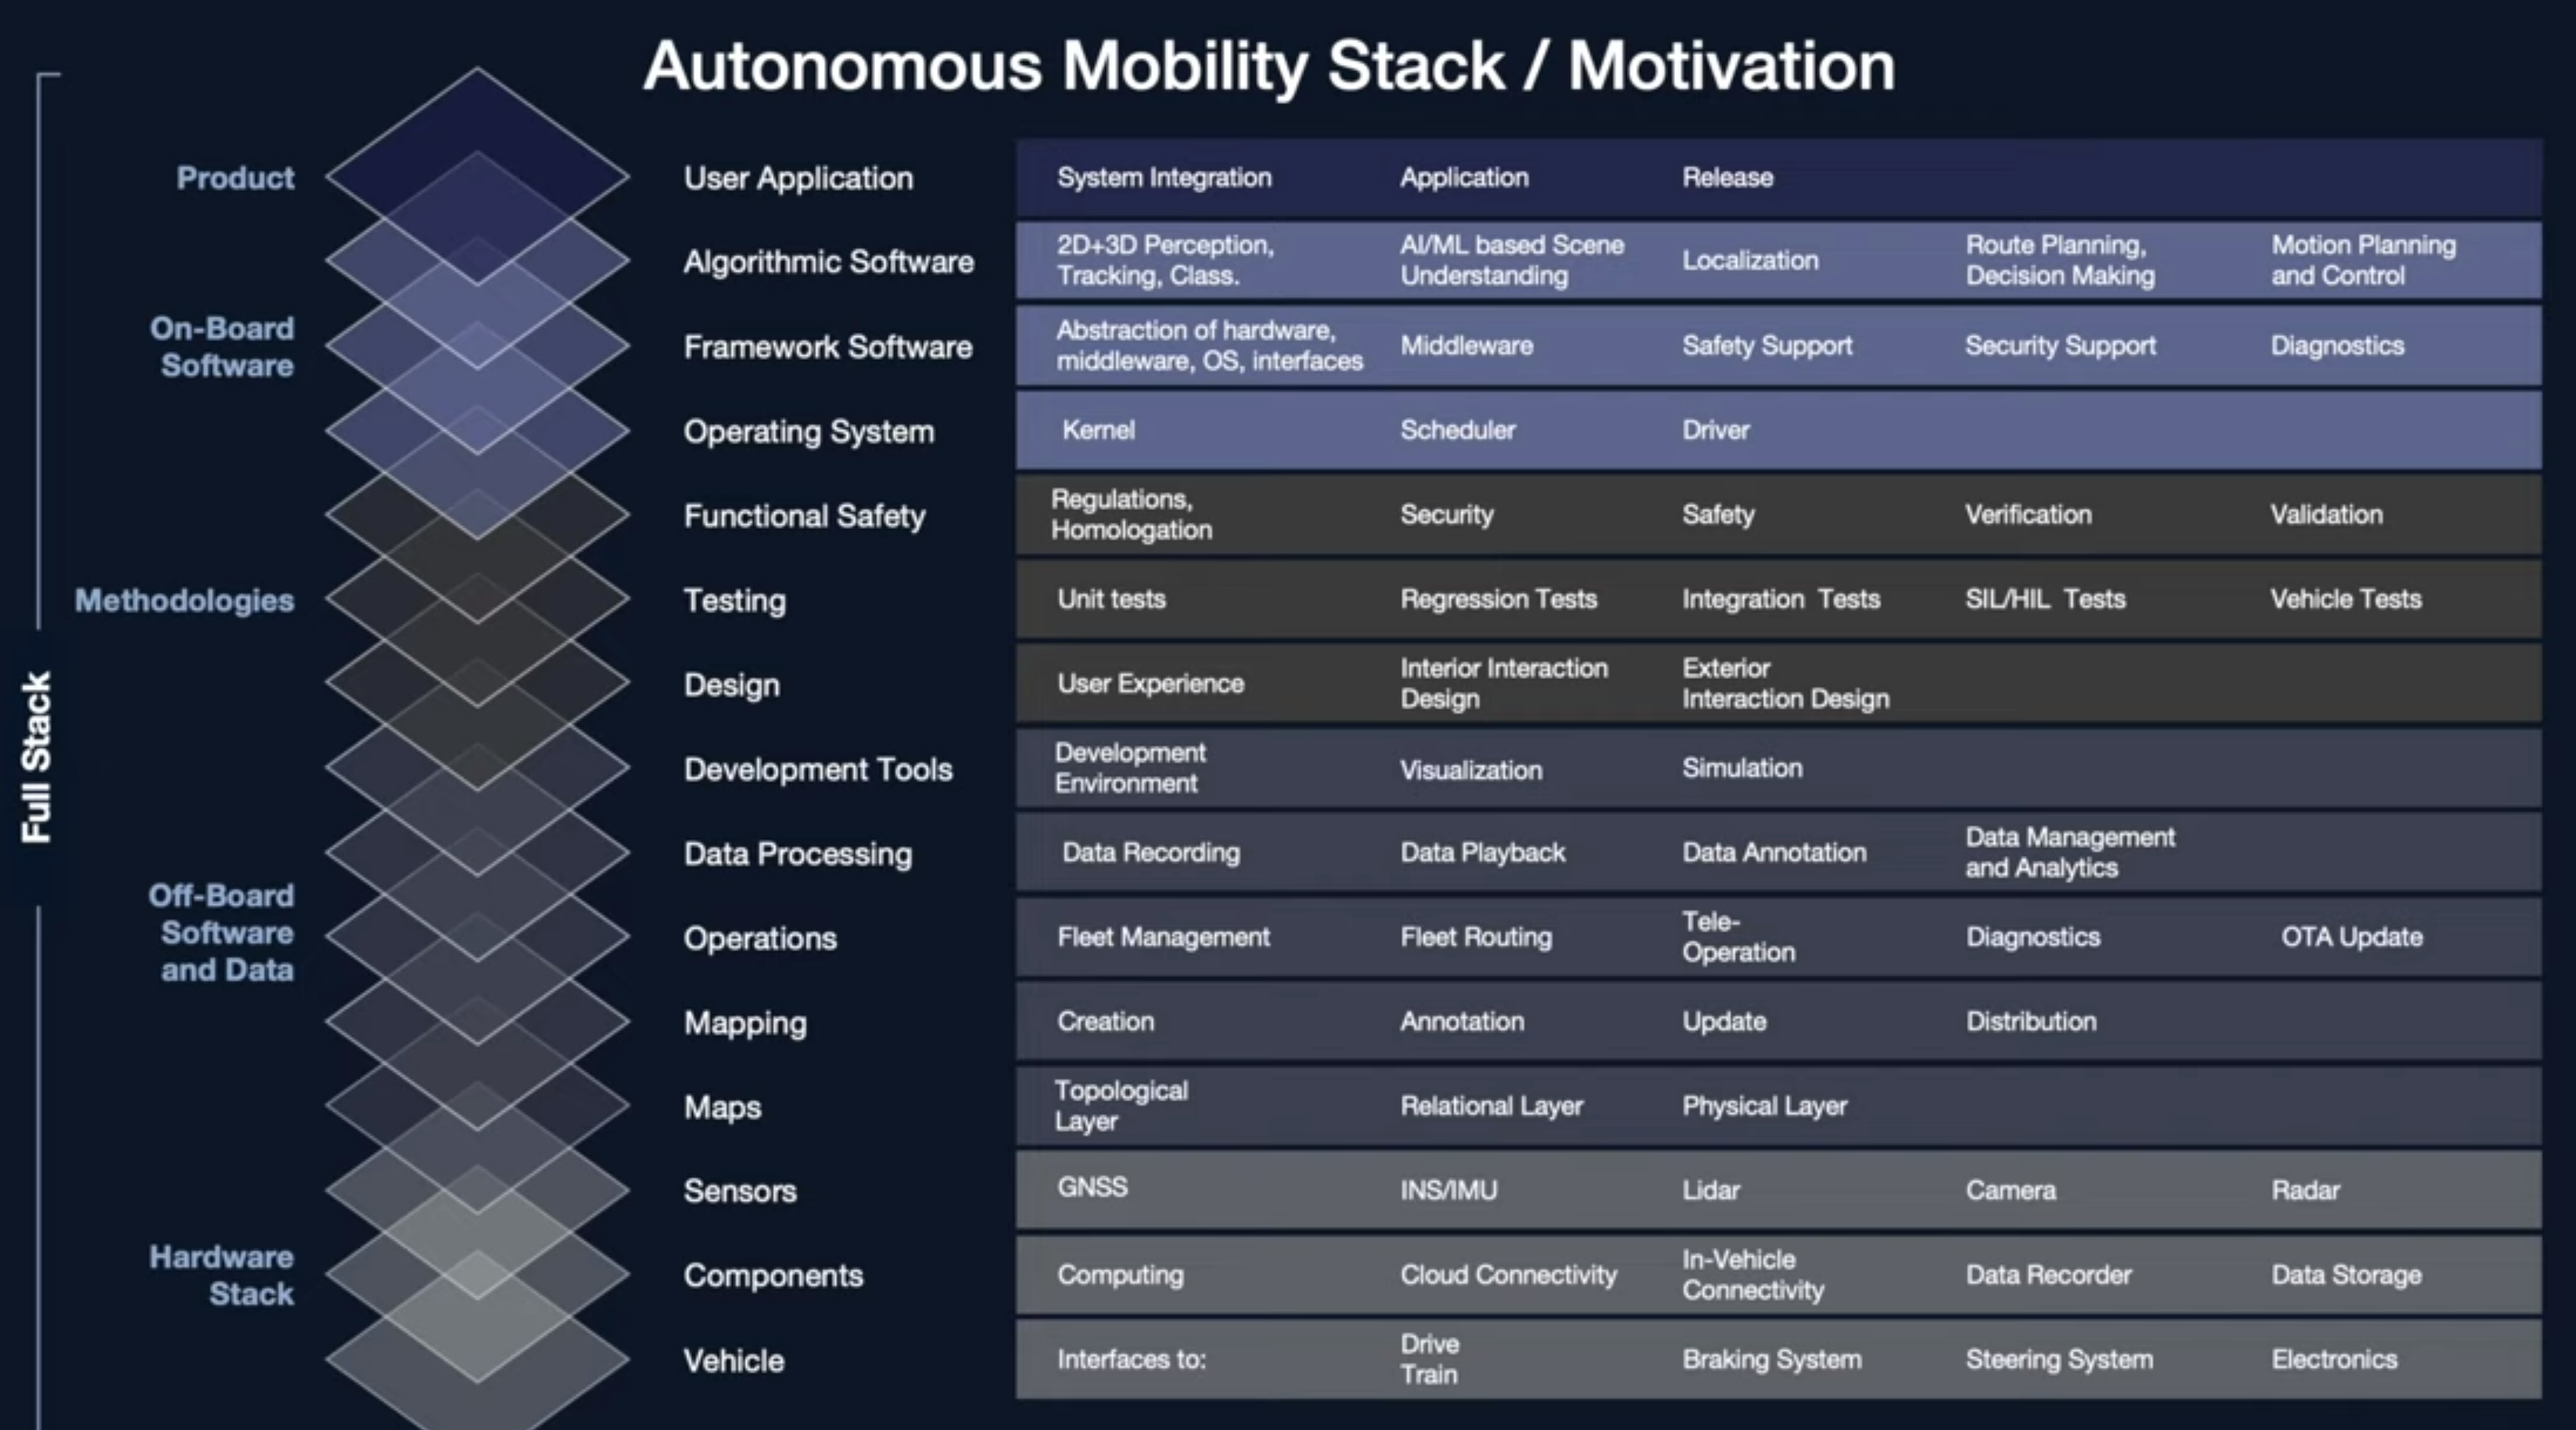 Autonomous Mobility Stack / Motivation
Full Stack
Product
User Application
System Integration
Application
Release
On-Board
Software
Algorithmic Software
2D+3D Perception,
Tracking, Class.
AI/ML based Scene
Understanding
Localization
Route Planning,
Decision Making
Motion Planning
and Control
Framework Software
Abstraction of hardware,
middleware, OS, interfaces
Middleware
Safety Support
Security Support
Diagnostics
Operating System
Kernel
Scheduler
Driver
Methodologies
Functional Safety
Regulations,
Homologation
Security
Safety
Verification
Validation
Testing
Unit tests
Regression Tests
Integration Tests
SIL/HIL Tests
Vehicle Tests
Design
User Experience
Interior Interaction
Design
Exterior
Interaction Design
Off-Board
Software
and Data
Development Tools
Development
Environment
Visualization
Simulation
Data Processing
Data Recording
Data Playback
Data Annotation
Data Management
and Analytics
Operations
Fleet Management
Fleet Routing
Tele-
Operation
Diagnostics
OTA Update
Mapping
Creation
Annotation
Update
Distribution
Maps
Topological
Layer
Relational Layer
Physical Layer
Hardware
Stack
Sensors
GNSS
INS/IMU
Lidar
Camera
Radar
Components
Computing
Cloud Connectivity
In-Vehicle
Connectivity
Data Recorder
Data Storage
Vehicle
Interfaces to:
Drive
Train
Braking System
Steering System
Electronics